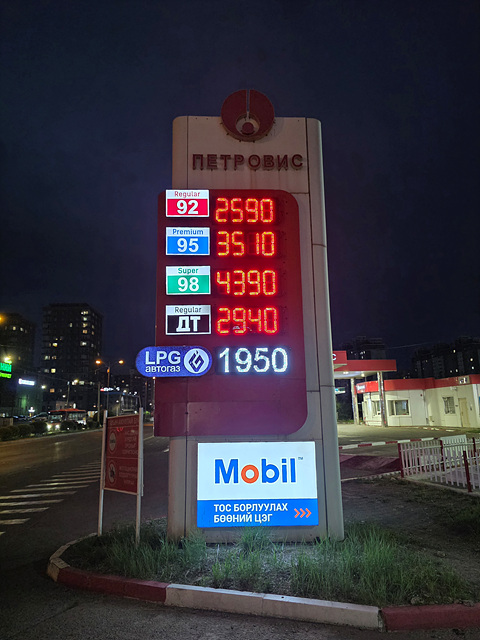 ПЕТРОВИС
Regular
92 2590
Premium
95 3510
Super
98 4390
Regular
ДТ 2940
LPG
автогаз
1950
Mobil™
ТОС БОРЛУУЛАХ
БӨӨНИЙ ЦЭГ